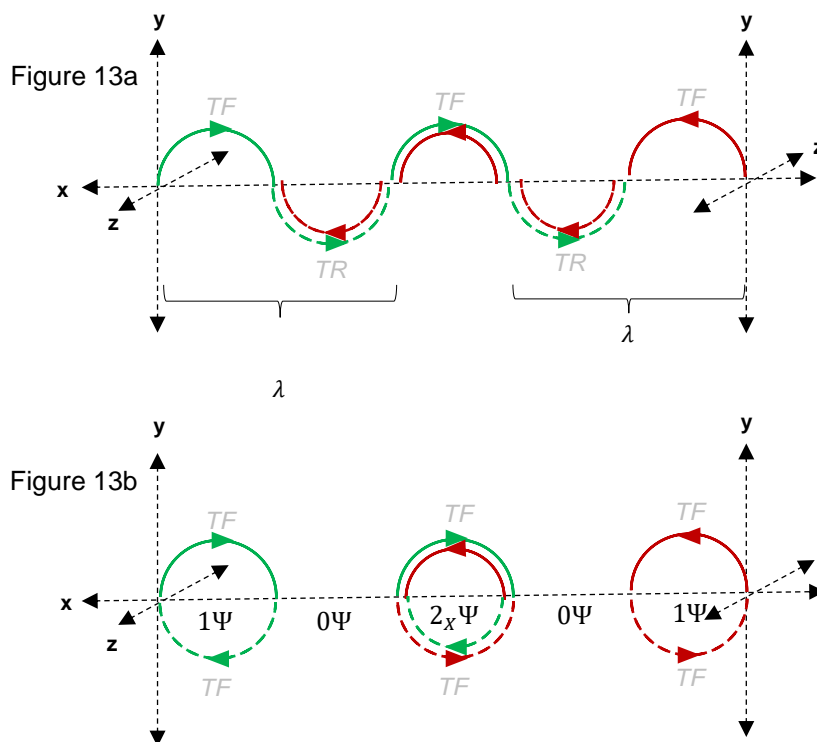 y y
Figure 13a
TF TF TF
z
x
z
TR TR
λ
λ
y y
Figure 13b
TF TF TF
x
z 1Ψ 0Ψ 2XΨ 0Ψ 1Ψ
TF TF